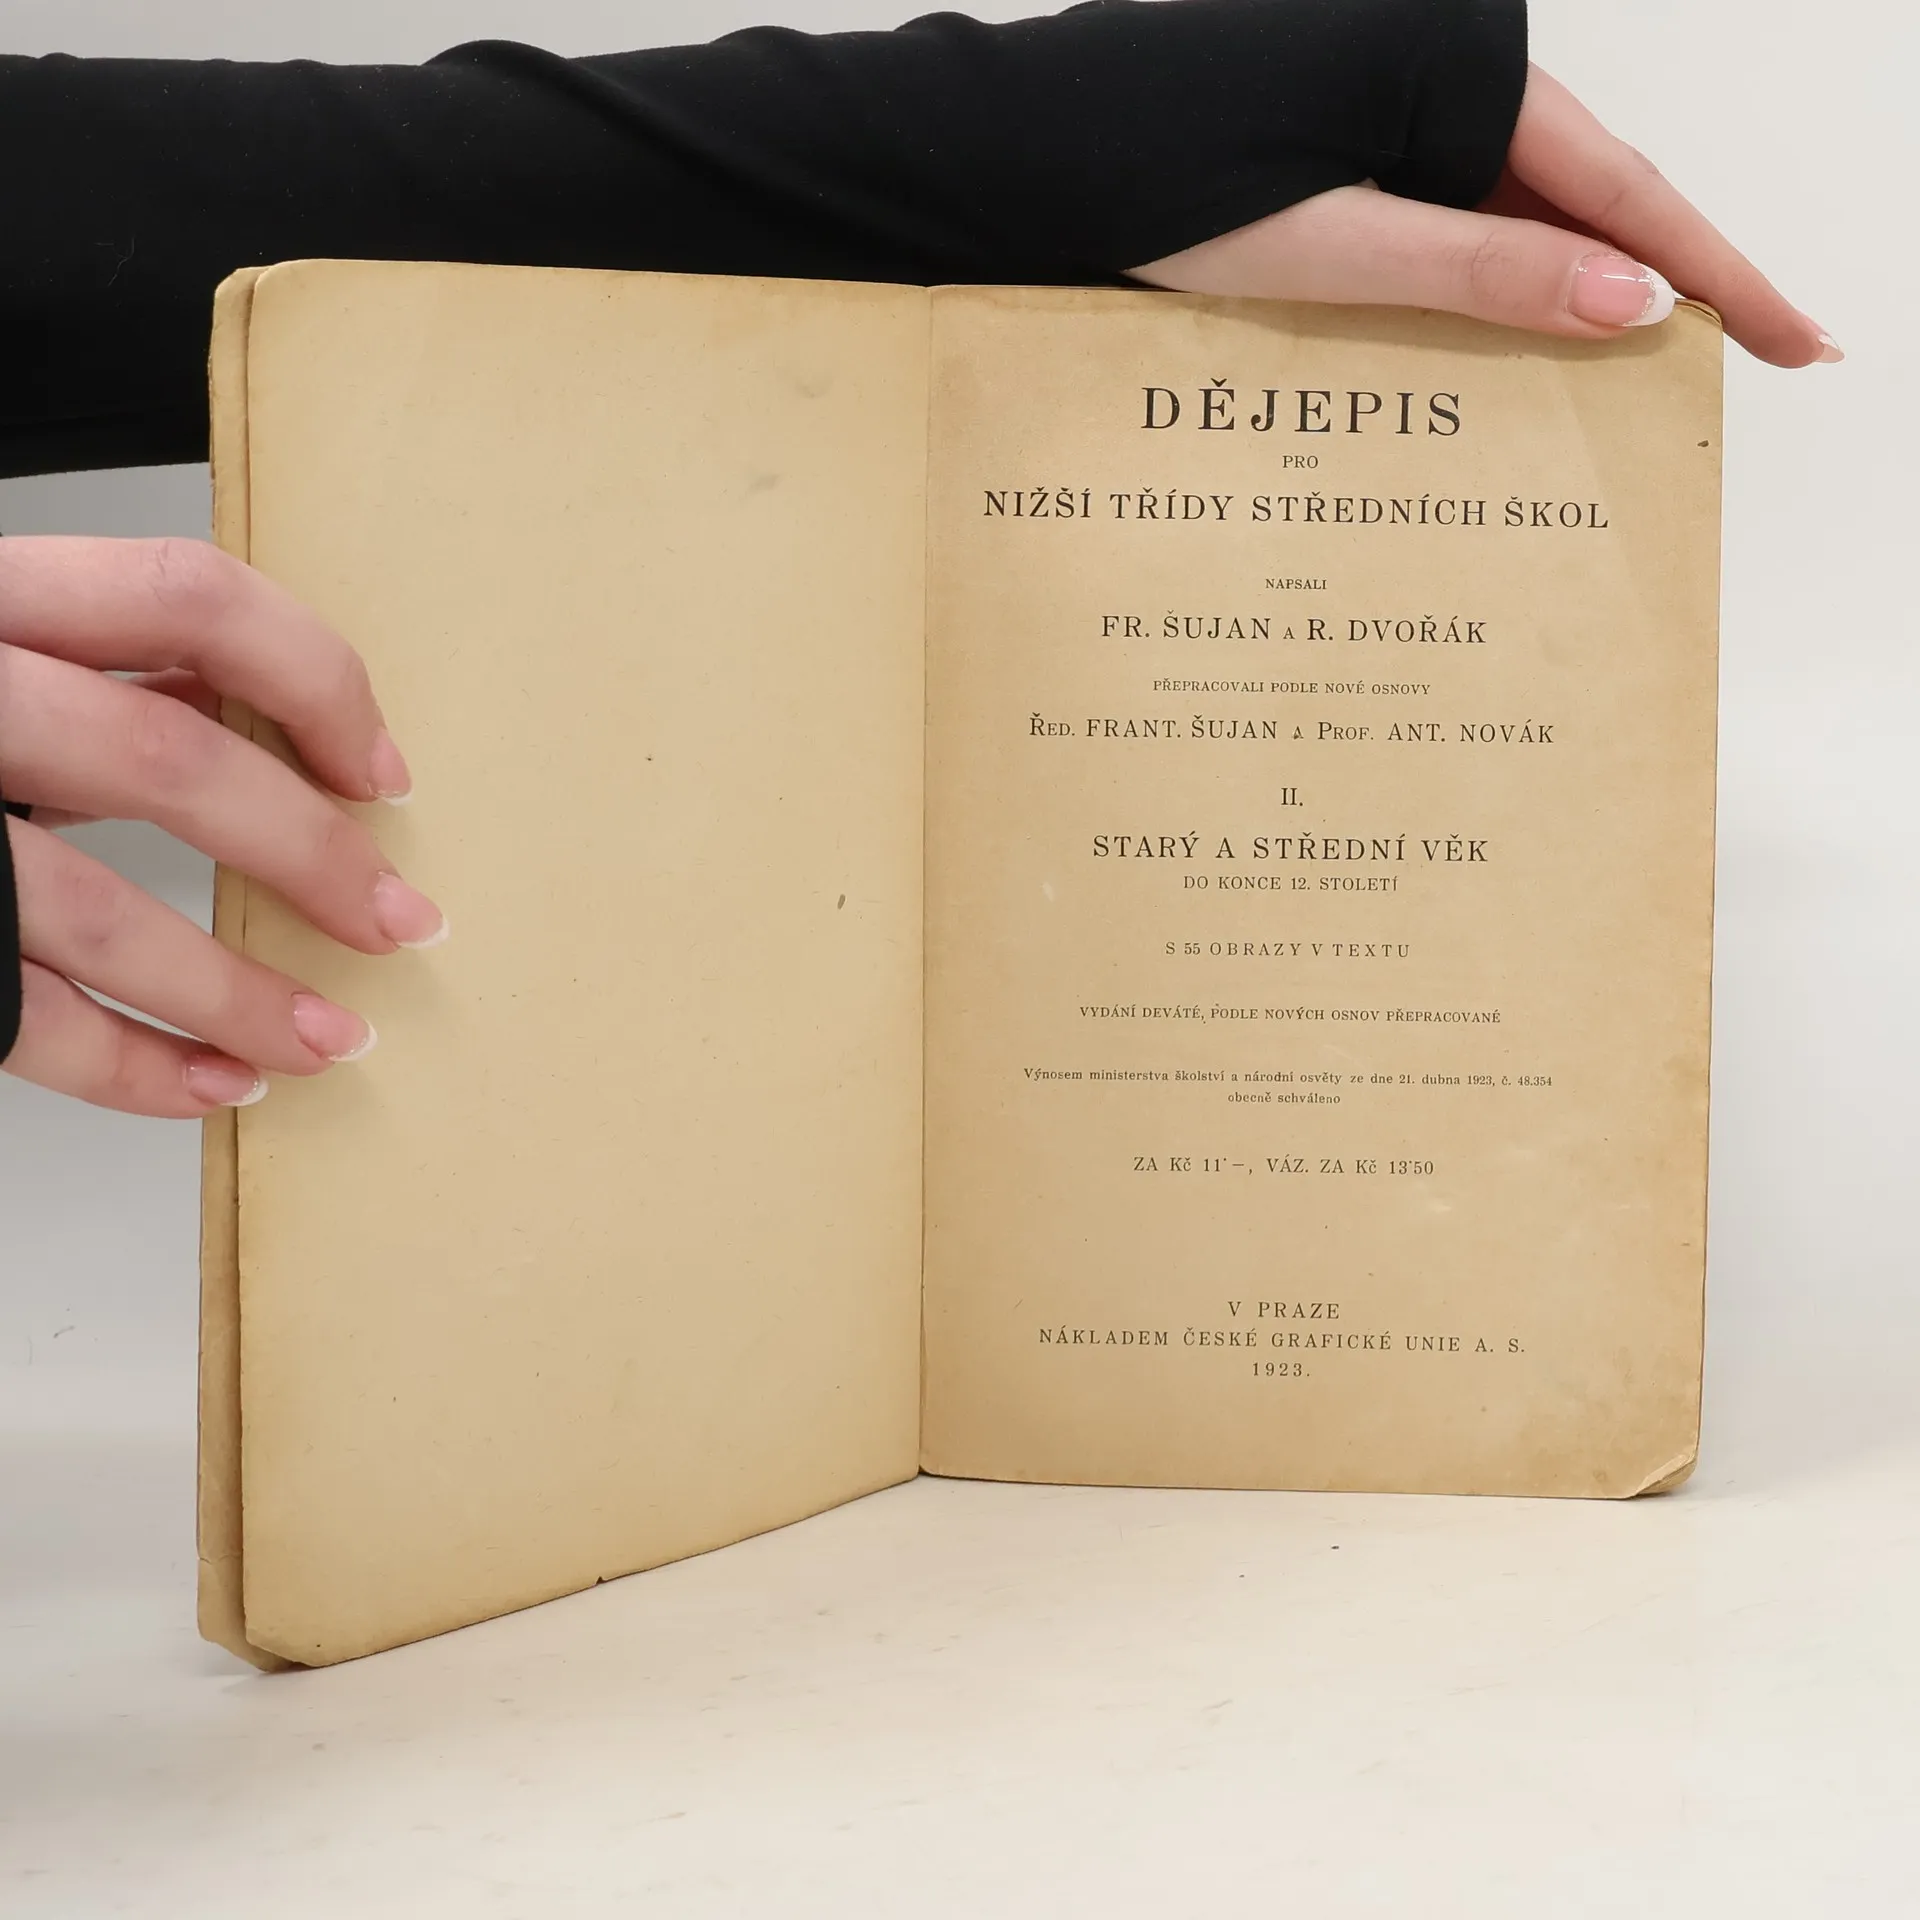 DĚJEPIS
PRO
NIŽŠÍ TŘÍDY STŘEDNÍCH ŠKOL
NAPSALI
FR. ŠUJAN A R. DVOŘÁK
PŘEPRACOVALI PODLE NOVÉ OSNOVY
ŘED. FRANT. ŠUJAN A PROF. ANT. NOVÁK
II.
STARÝ A STŘEDNÍ VĚK
DO KONCE 12. STOLETÍ
S 55 OBRAZY V TEXTU
VYDÁNÍ DEVÁTÉ, PODLE NOVÝCH OSNOV PŘEPRACOVANÉ
Výnosem ministerstva školství a národní osvěty ze dne 21. dubna 1923, č. 48.354
obecně schváleno
ZA Kč 11·–, VÁZ. ZA Kč 13·50
V PRAZE
NÁKLADEM ČESKÉ GRAFICKÉ UNIE A. S.
1923.